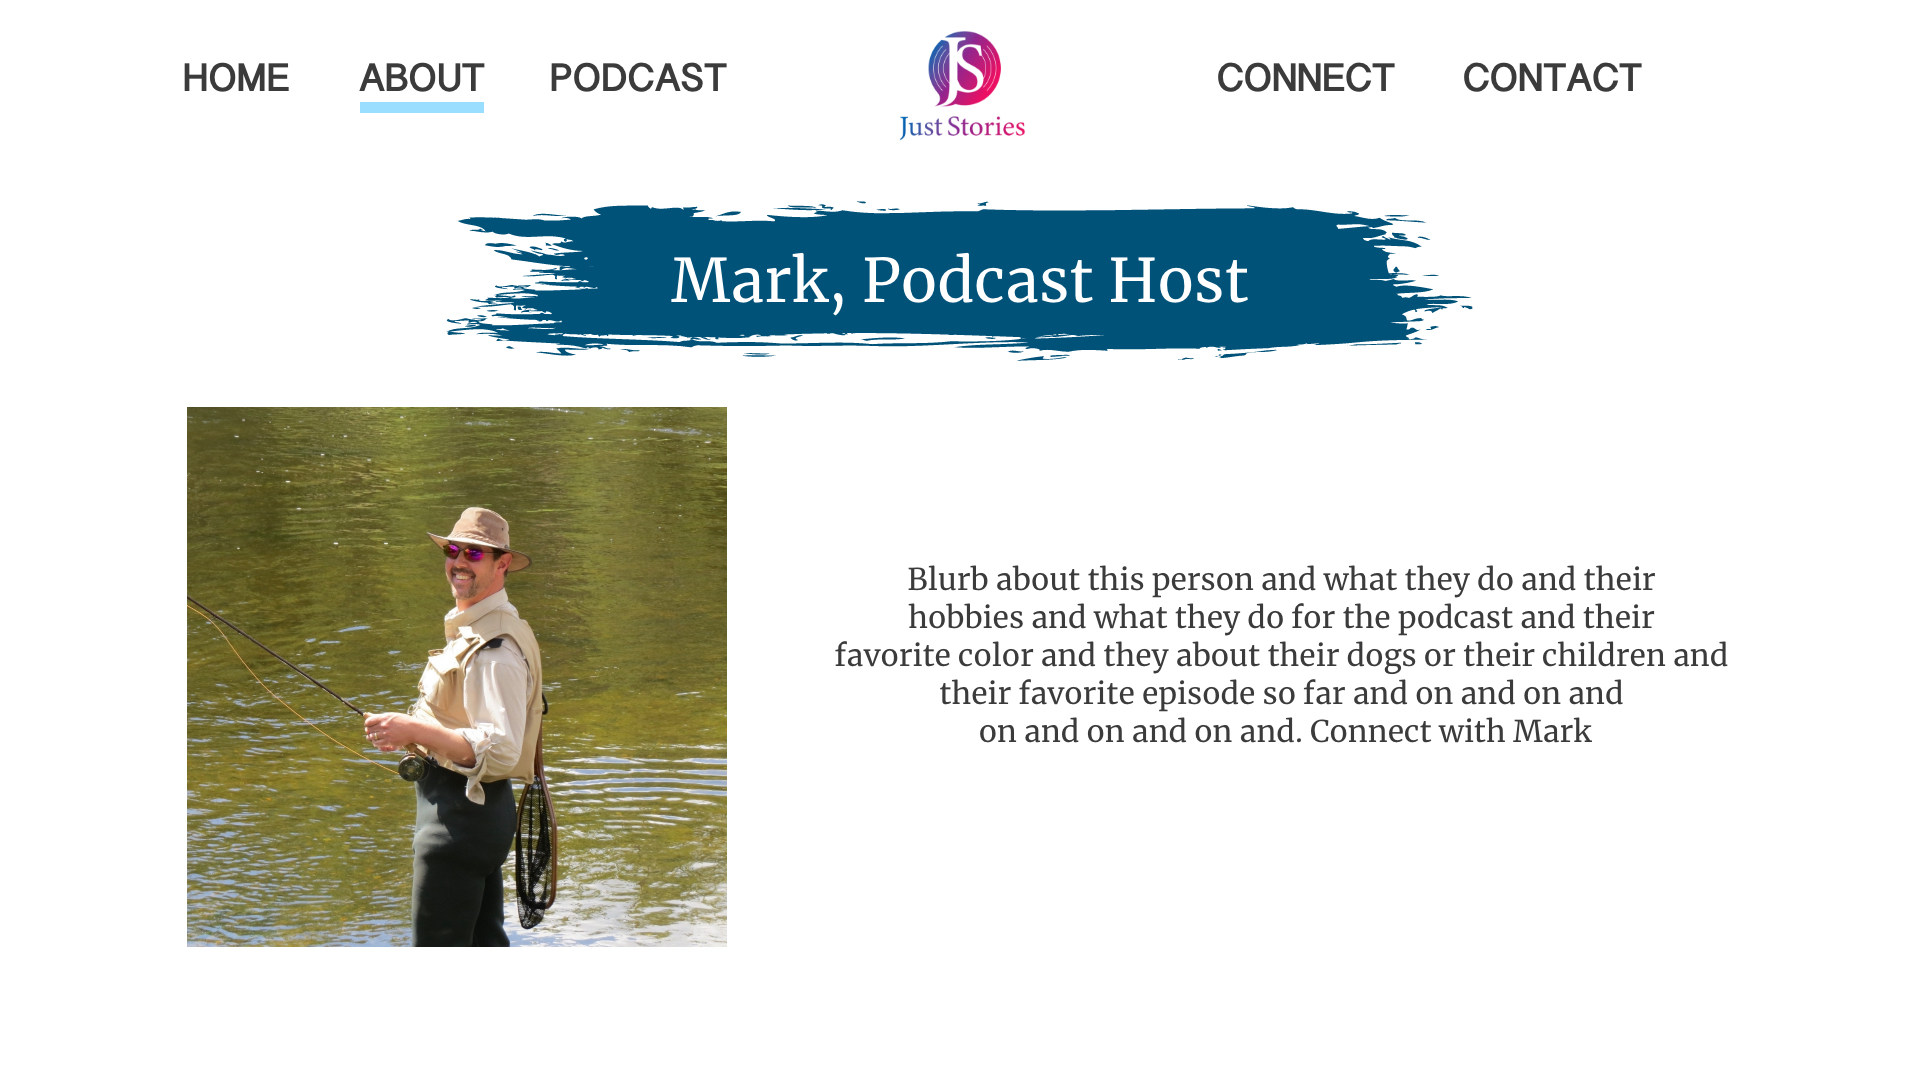 HOME ABOUT PODCAST JS CONNECT CONTACT
Just Stories
Mark, Podcast Host
Blurb about this person and what they do and their
hobbies and what they do for the podcast and their
favorite color and they about their dogs or their children and
their favorite episode so far and on and on and
on and on and on and. Connect with Mark